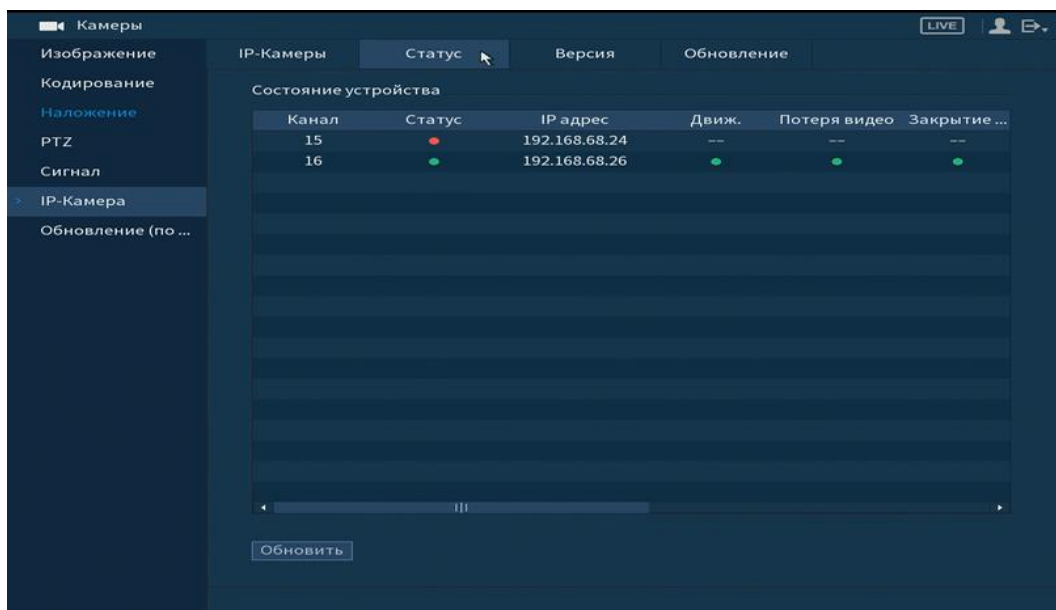 Камеры LIVE
Изображение IP-Камеры Статус Версия Обновление
Кодирование
Состояние устройства
Наложение
Канал Статус IP адрес Движ. Потеря видео Закрытие ...
PTZ 15 192.168.68.24 -- -- --
16 192.168.68.26
Сигнал
IP-Камера
Обновление (по ...
Обновить